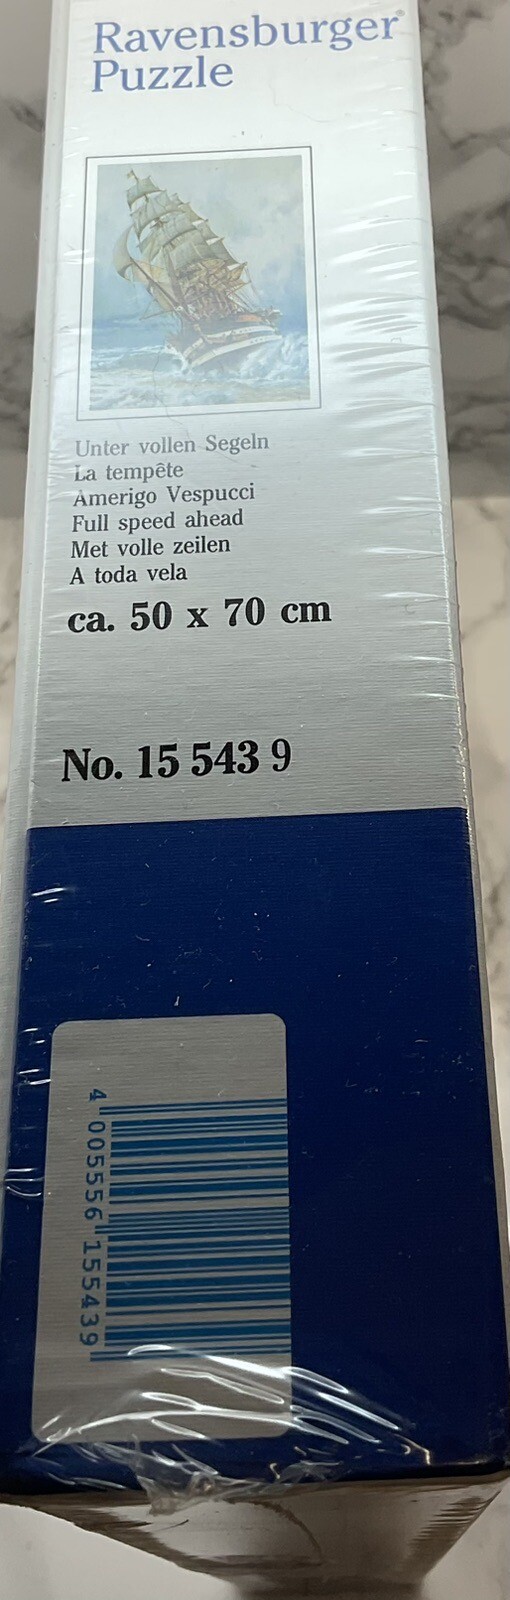 Ravensburger®
Puzzle
Unter vollen Segeln
La tempête
Amerigo Vespucci
Full speed ahead
Met volle zeilen
A toda vela
ca. 50 x 70 cm
No. 15 543 9
4 005556 155439